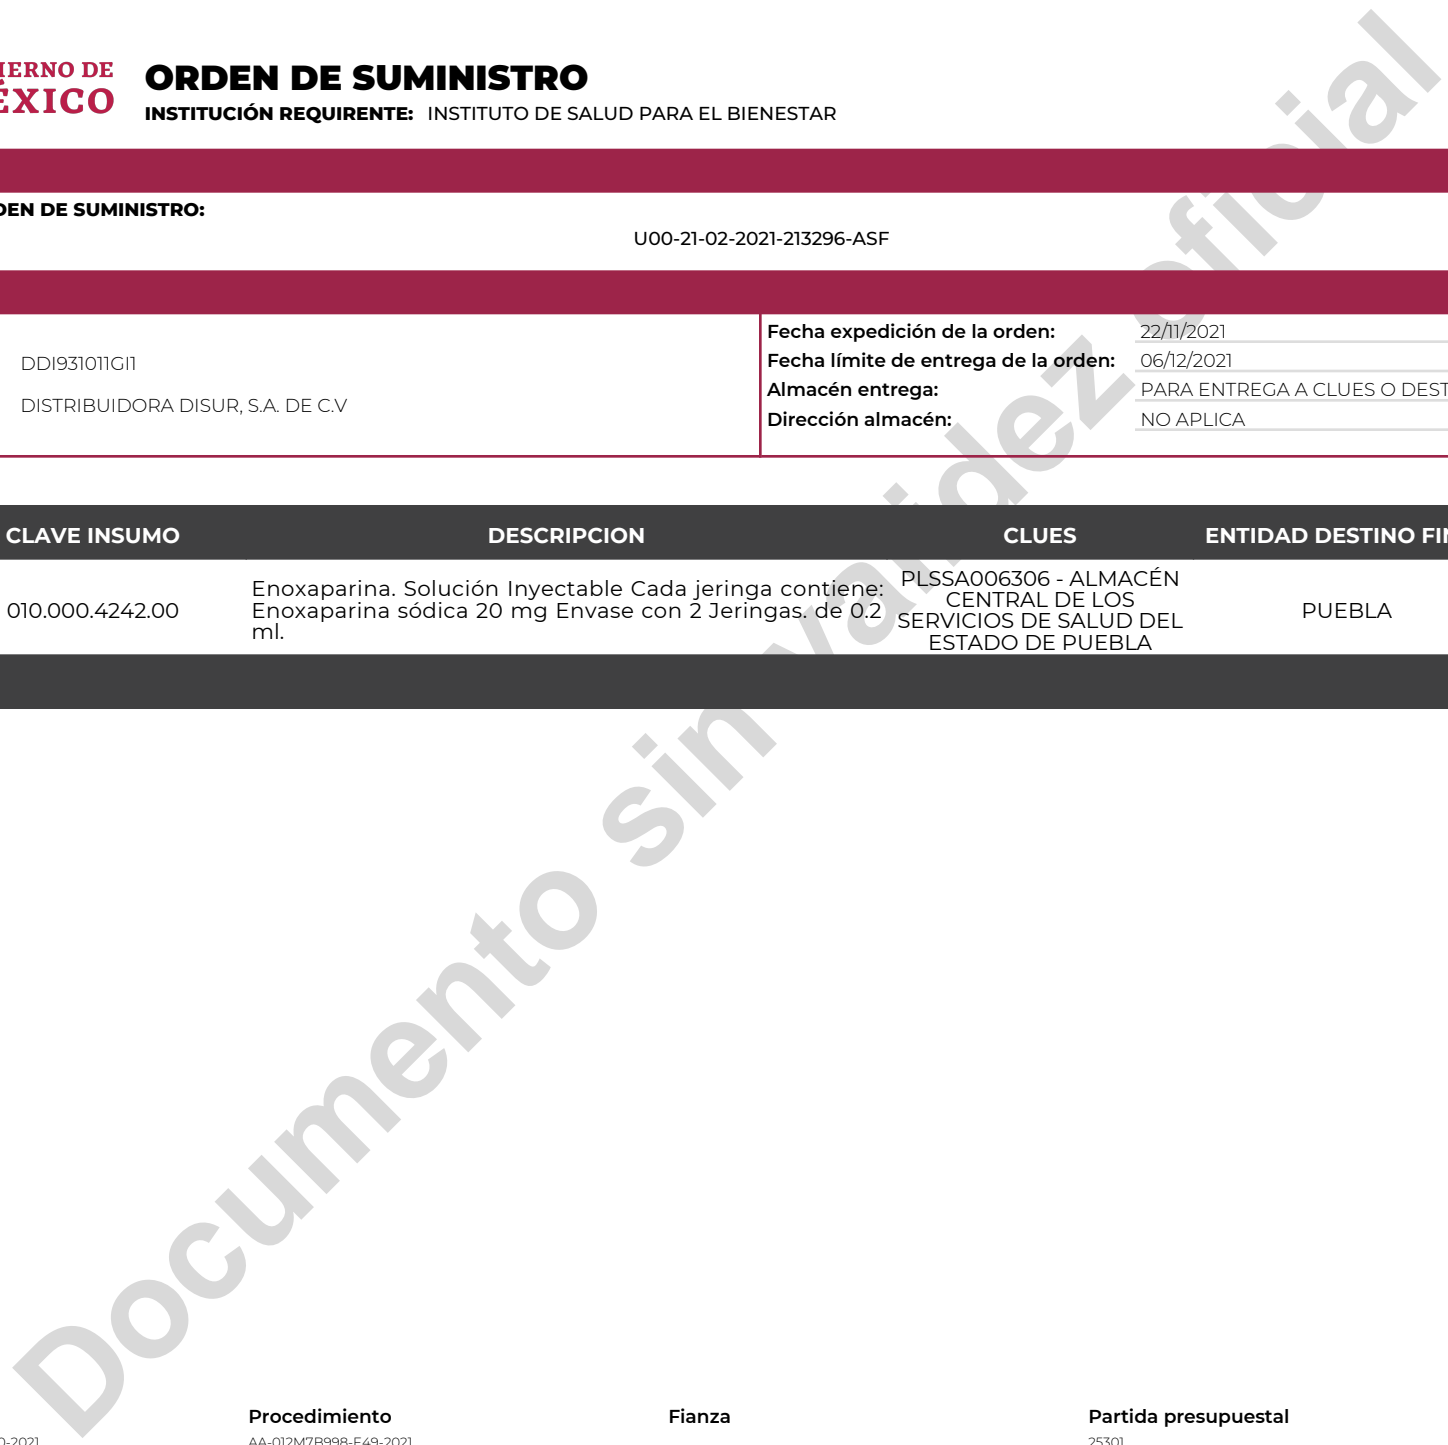 IERNO DE
ÉXICO
ORDEN DE SUMINISTRO
INSTITUCIÓN REQUIRENTE: INSTITUTO DE SALUD PARA EL BIENESTAR
DEN DE SUMINISTRO:
U00-21-02-2021-213296-ASF
DDI931011GI1
DISTRIBUIDORA DISUR, S.A. DE C.V
Fecha expedición de la orden: 22/11/2021
Fecha límite de entrega de la orden: 06/12/2021
Almacén entrega: PARA ENTREGA A CLUES O DEST
Dirección almacén: NO APLICA
CLAVE INSUMO DESCRIPCION CLUES ENTIDAD DESTINO FIN
010.000.4242.00
Enoxaparina. Solución Inyectable Cada jeringa contiene:
Enoxaparina sódica 20 mg Envase con 2 Jeringas. de 0.2
ml.
PLSSA006306 - ALMACÉN
CENTRAL DE LOS
SERVICIOS DE SALUD DEL
ESTADO DE PUEBLA
PUEBLA
Documento sin validez oficial
Procedimiento Fianza Partida presupuestal
0-2021 AA-012M7B998-E49-2021 25301